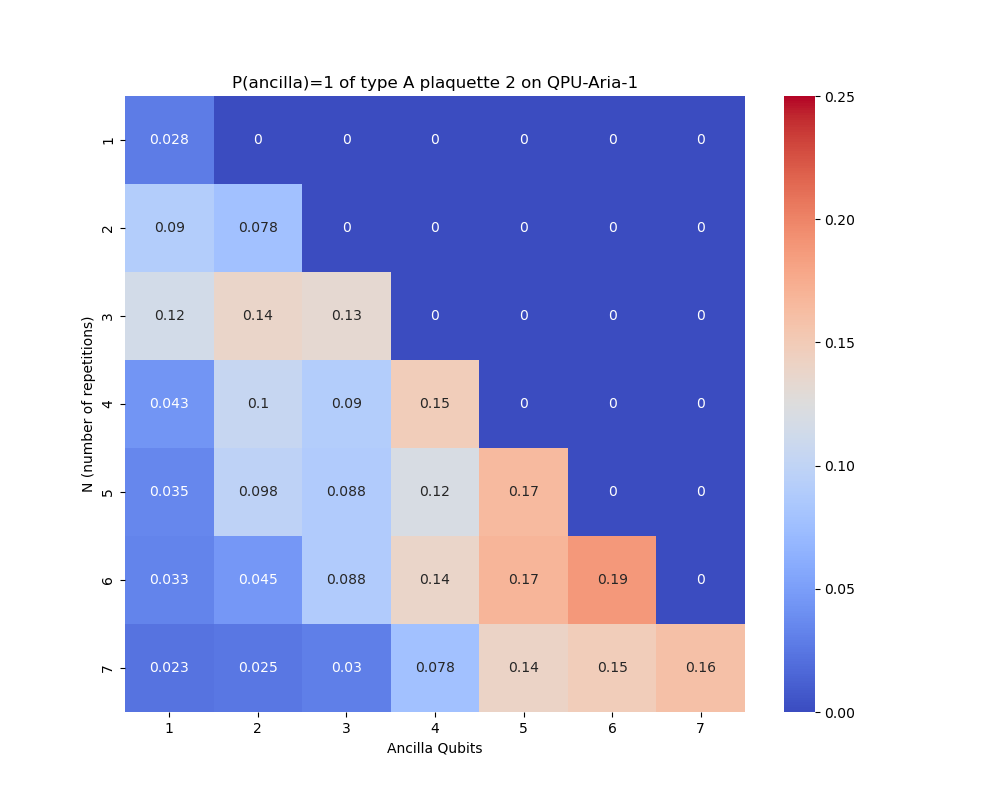 P(ancilla)=1 of type A plaquette 2 on QPU-Aria-1
N (number of repetitions)
1 0.028 0 0 0 0 0 0
2 0.09 0.078 0 0 0 0 0
3 0.12 0.14 0.13 0 0 0 0
4 0.043 0.1 0.09 0.15 0 0 0
5 0.035 0.098 0.088 0.12 0.17 0 0
6 0.033 0.045 0.088 0.14 0.17 0.19 0
7 0.023 0.025 0.03 0.078 0.14 0.15 0.16
1 2 3 4 5 6 7
Ancilla Qubits
0.25
0.20
0.15
0.10
0.05
0.00